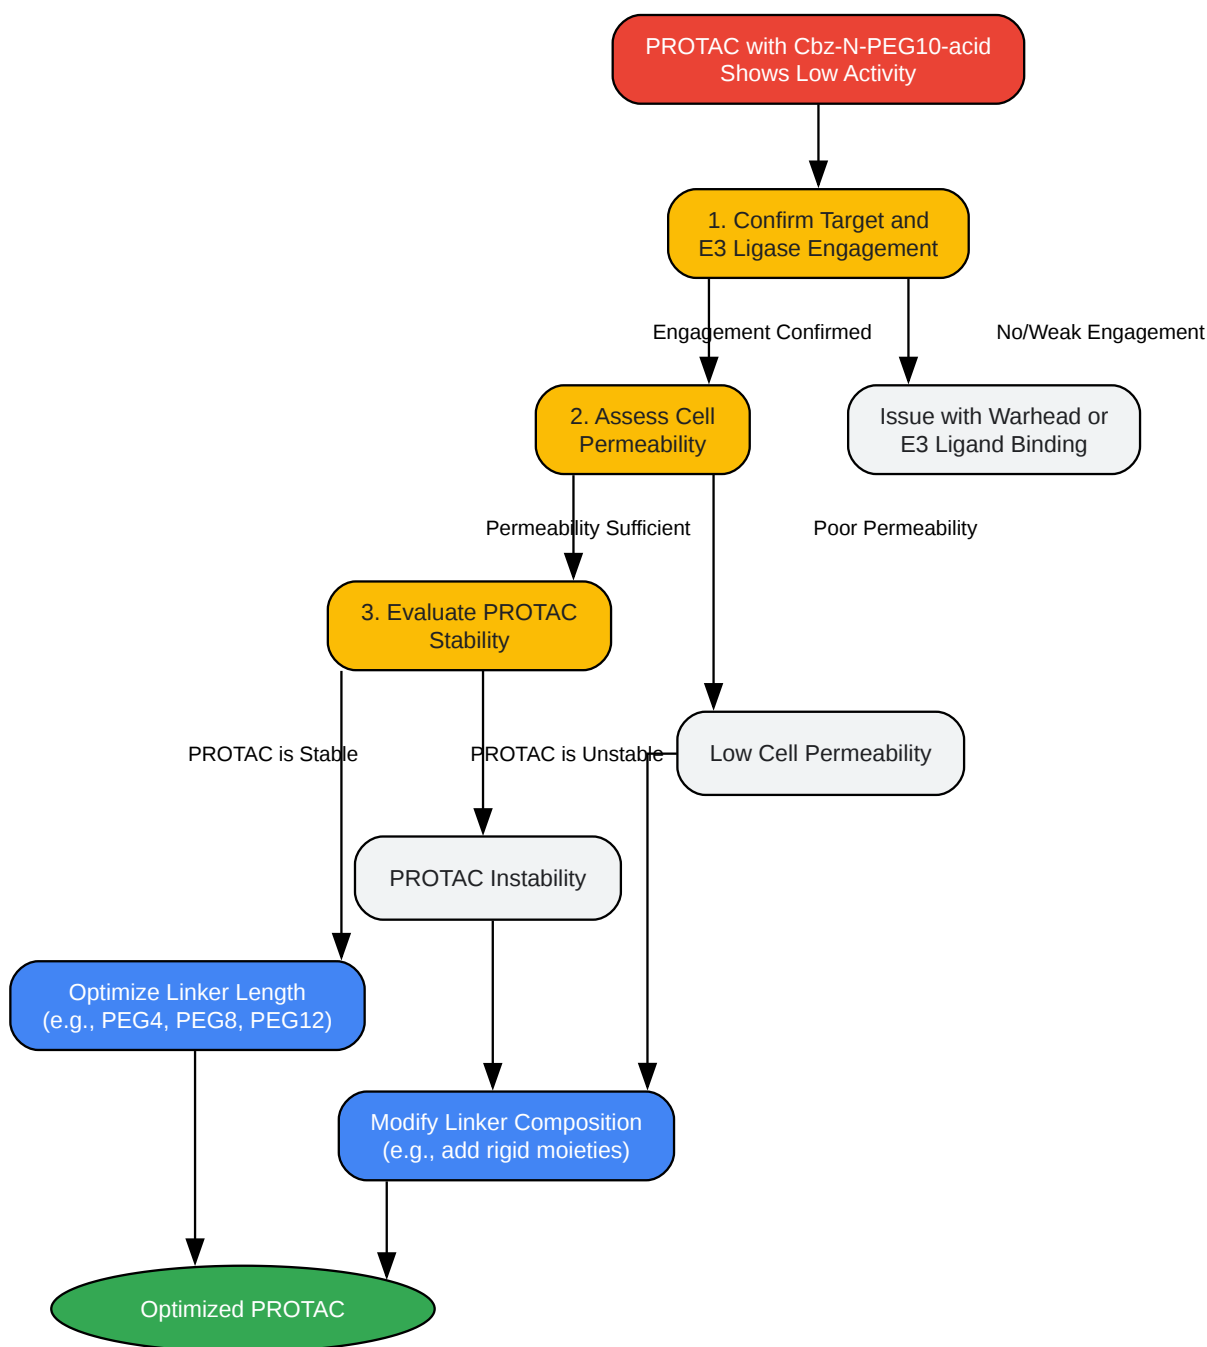 PROTAC with Cbz-N-PEG10-acid
Shows Low Activity
1. Confirm Target and
E3 Ligase Engagement
Engagement Confirmed
No/Weak Engagement
2. Assess Cell
Permeability
Issue with Warhead or
E3 Ligand Binding
Permeability Sufficient
Poor Permeability
3. Evaluate PROTAC
Stability
PROTAC is Stable
PROTAC is Unstable
Low Cell Permeability
PROTAC Instability
Optimize Linker Length
(e.g., PEG4, PEG8, PEG12)
Modify Linker Composition
(e.g., add rigid moieties)
Optimized PROTAC